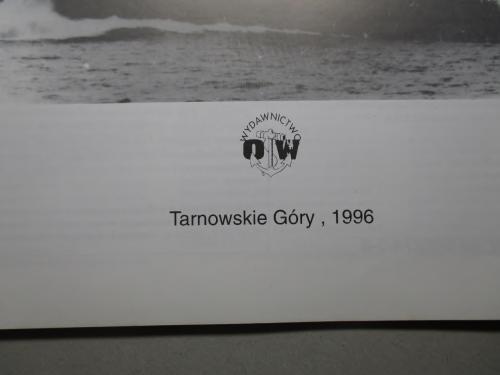 WYDAWNICTWO
OW
Tarnowskie Góry , 1996